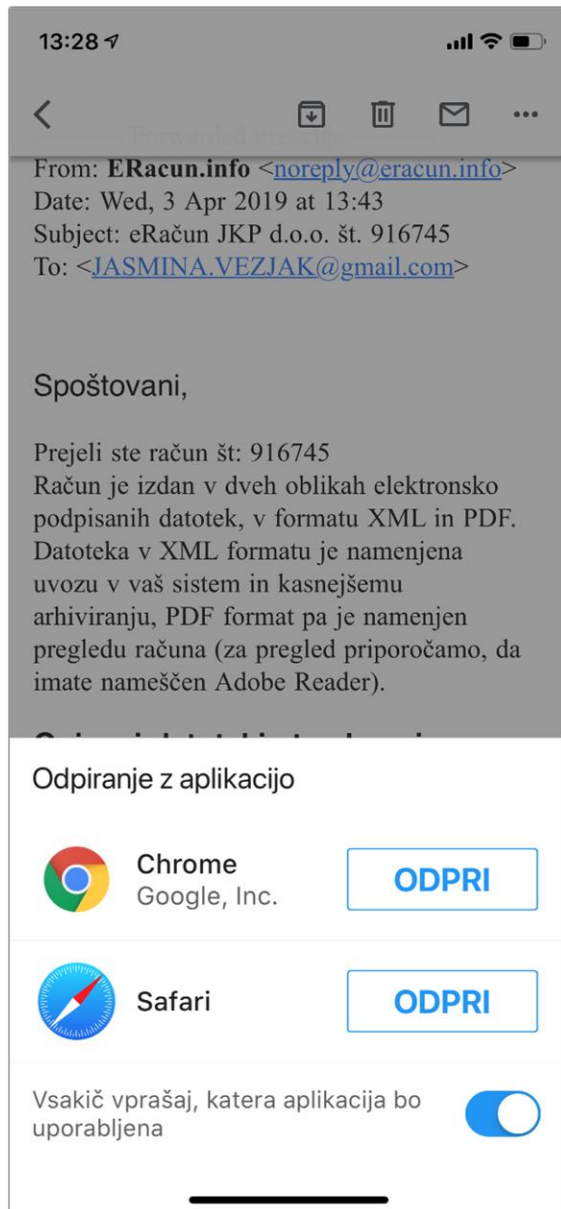 13:28
Forwarded message
From: ERacun.info <noreply@eracun.info>
Date: Wed, 3 Apr 2019 at 13:43
Subject: eRačun JKP d.o.o. št. 916745
To: <JASMINA.VEZJAK@gmail.com>
Spoštovani,
Prejeli ste račun št: 916745
Račun je izdan v dveh oblikah elektronsko
podpisanih datotek, v formatu XML in PDF.
Datoteka v XML formatu je namenjena
uvozu v vaš sistem in kasnejšemu
arhiviranju, PDF format pa je namenjen
pregledu računa (za pregled priporočamo, da
imate nameščen Adobe Reader).
Odpiranje z aplikacijo
Chrome
Google, Inc.
ODPRI
Safari
ODPRI
Vsakič vprašaj, katera aplikacija bo
uporabljena